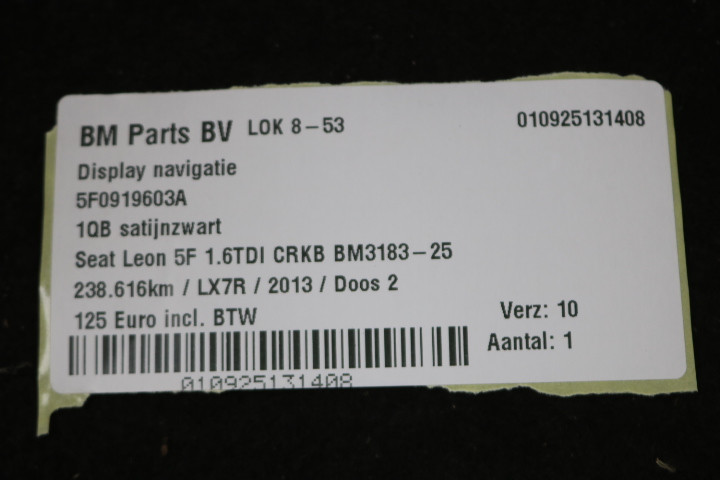 BM Parts BV LOK 8-53 010925131408
Display navigatie
5F0919603A
1QB satijnzwart
Seat Leon 5F 1.6TDI CRKB BM3183-25
238.616km / LX7R / 2013 / Doos 2
125 Euro incl. BTW Verz: 10
Aantal: 1
010925131408